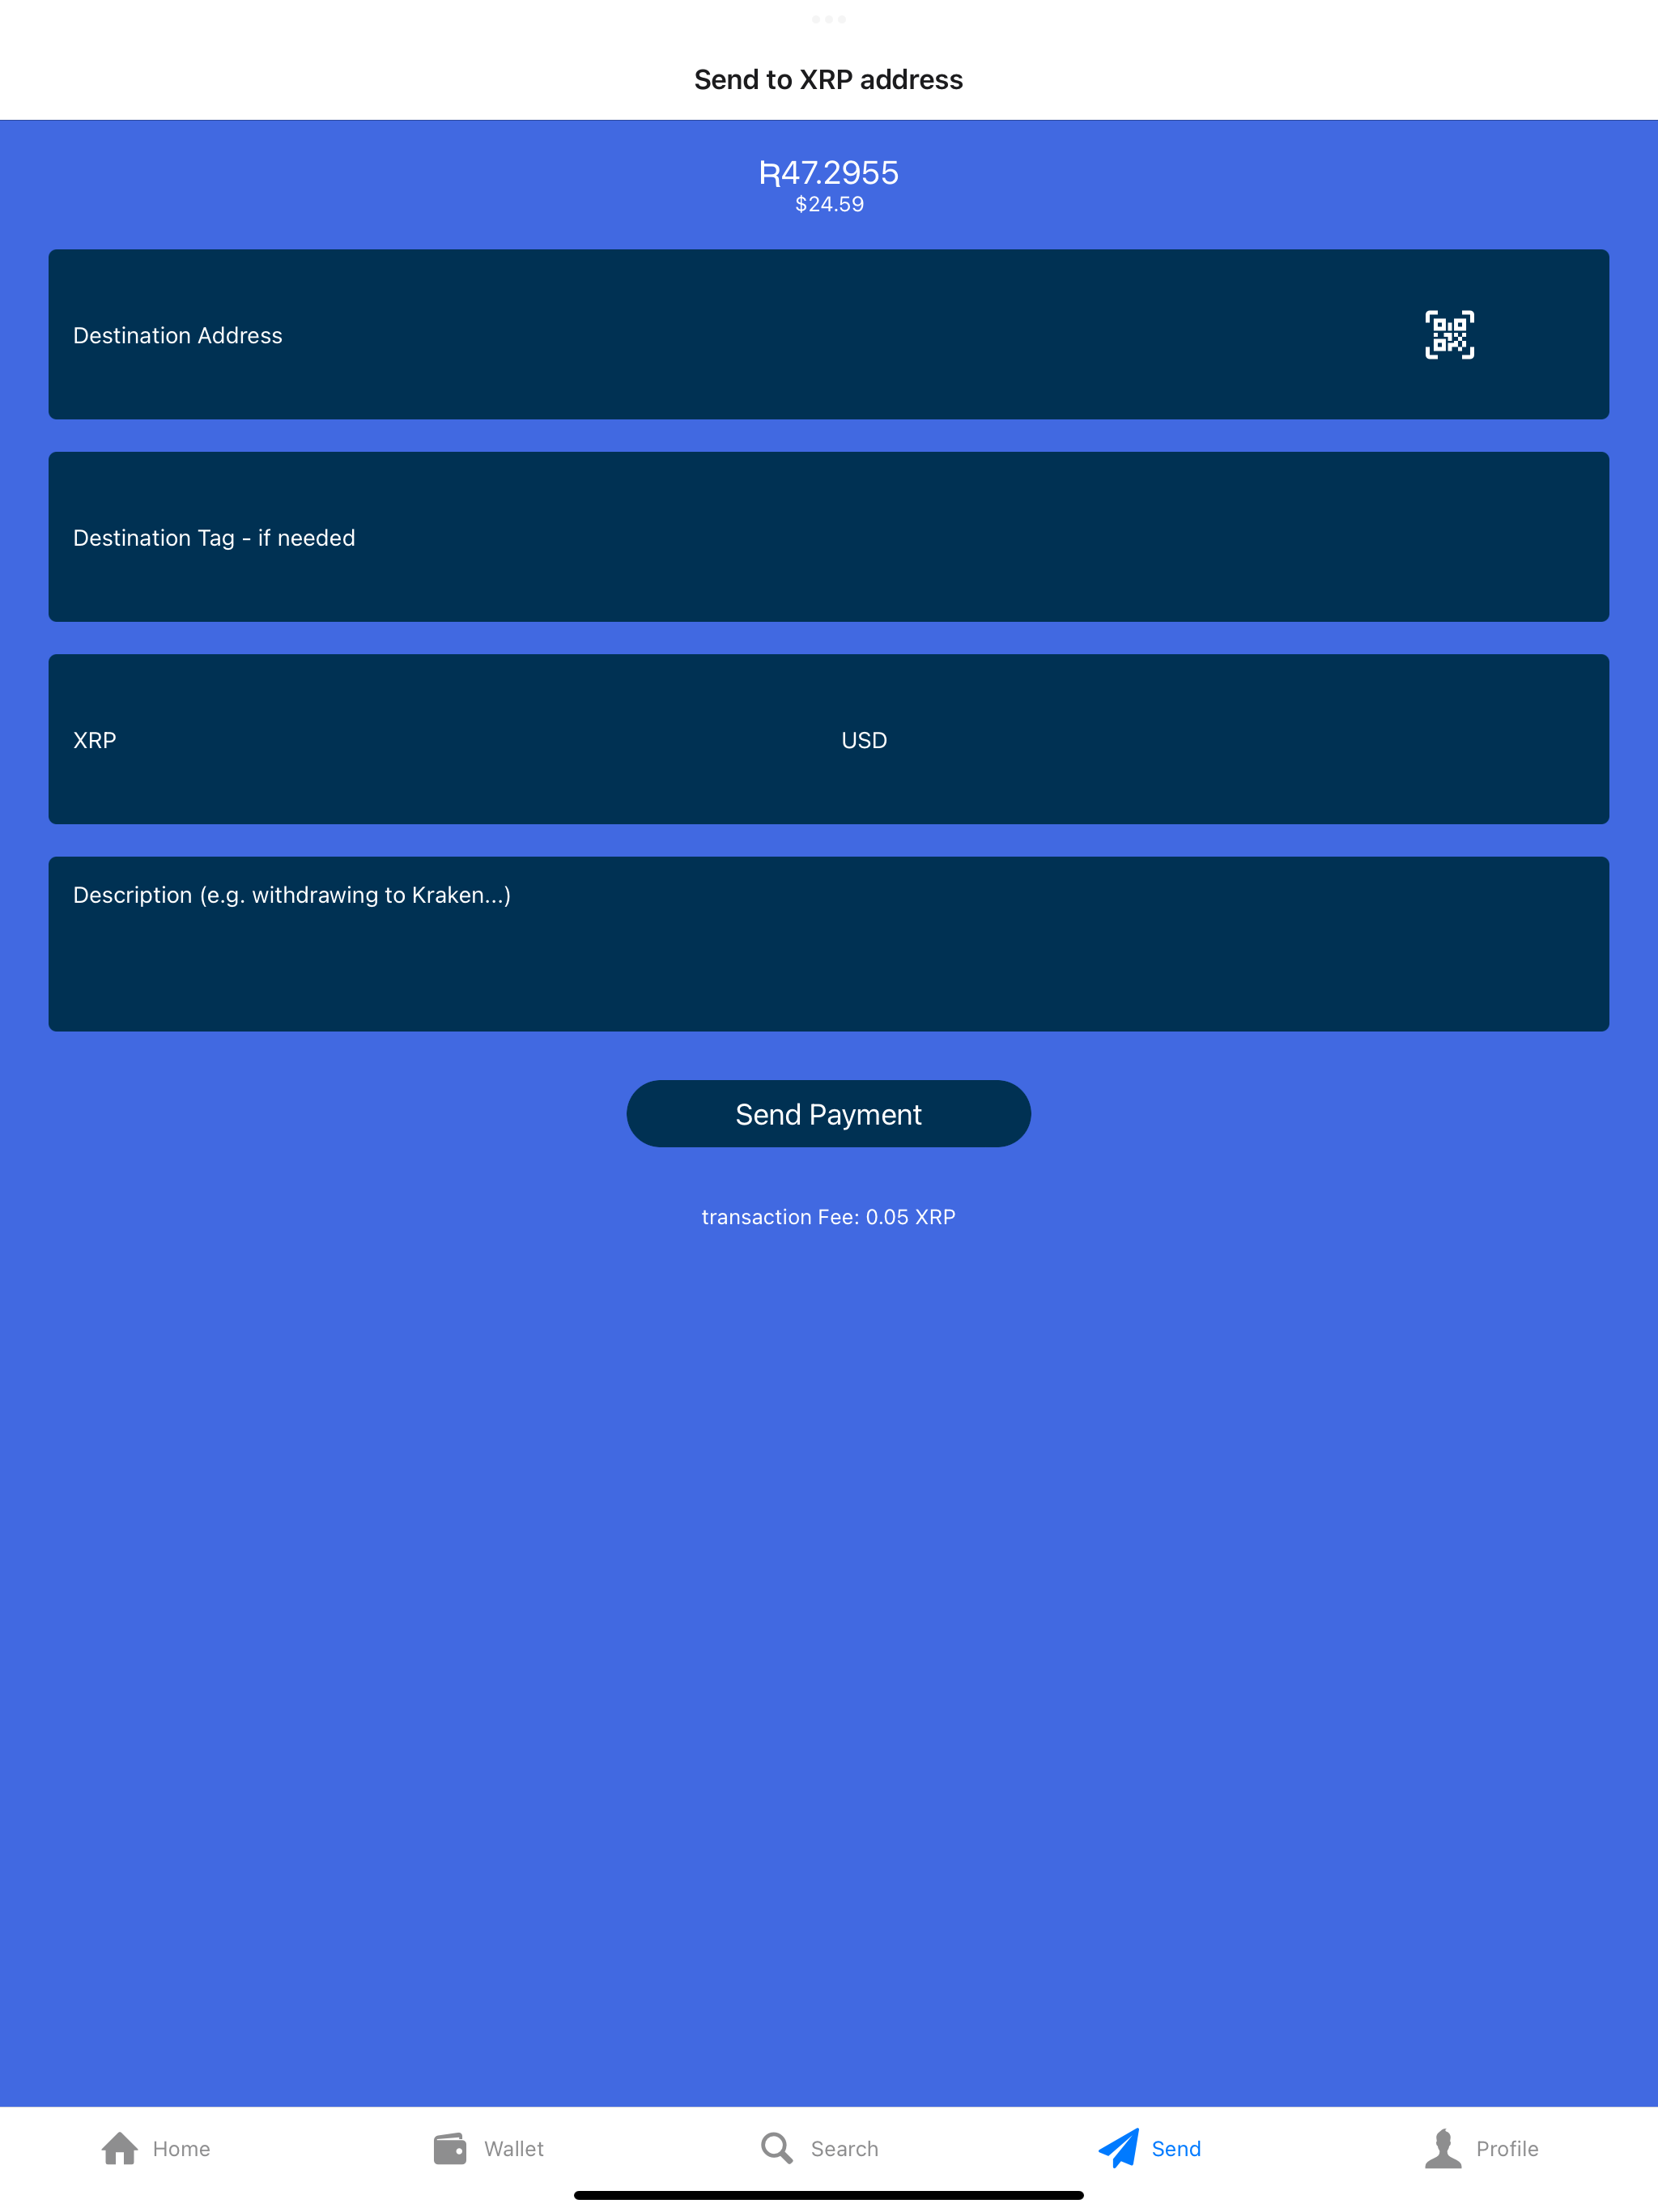 Send to XRP address
Ʀ47.2955
$24.59
Destination Address
Destination Tag - if needed
XRP USD
Description (e.g. withdrawing to Kraken...)
Send Payment
transaction Fee: 0.05 XRP
Home Wallet Search Send Profile